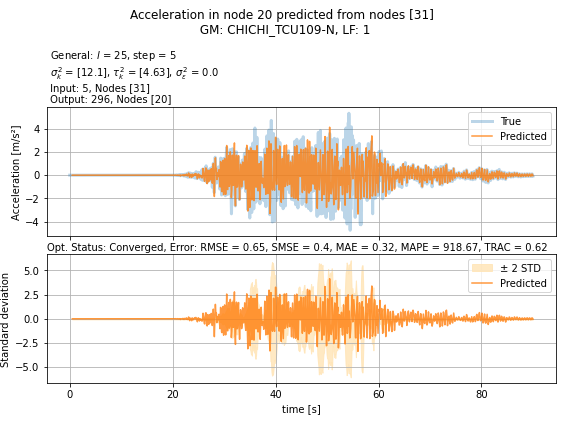 Acceleration in node 20 predicted from nodes [31]
GM: CHICHI_TCU109-N, LF: 1
General: l = 25, step = 5
σ²ₖ = [12.1], τ²ₖ = [4.63], σ²ε = 0.0
Input: 5, Nodes [31]
Output: 296, Nodes [20]
Acceleration [m/s²]
4
2
0
−2
−4
True
Predicted
Opt. Status: Converged, Error: RMSE = 0.65, SMSE = 0.4, MAE = 0.32, MAPE = 918.67, TRAC = 0.62
Standard deviation
5.0
2.5
0.0
−2.5
−5.0
± 2 STD
Predicted
0 20 40 60 80
time [s]